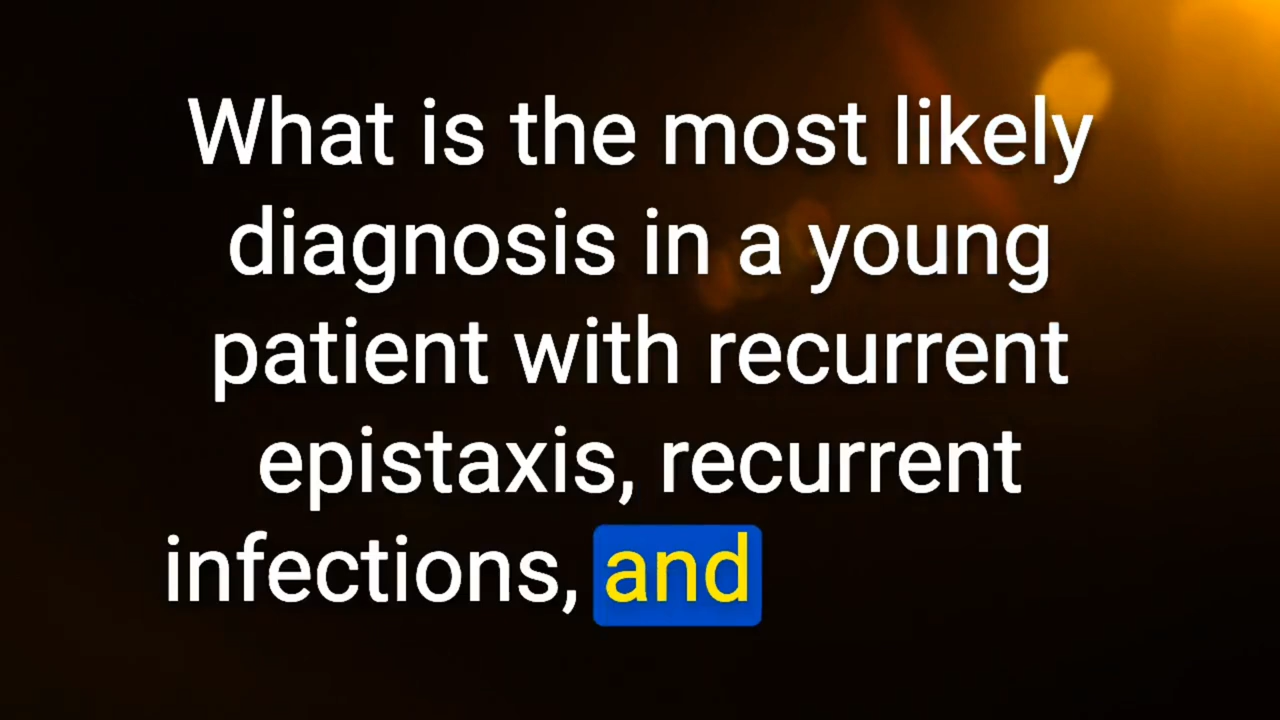 What is the most likely
diagnosis in a young
patient with recurrent
epistaxis, recurrent
infections, and